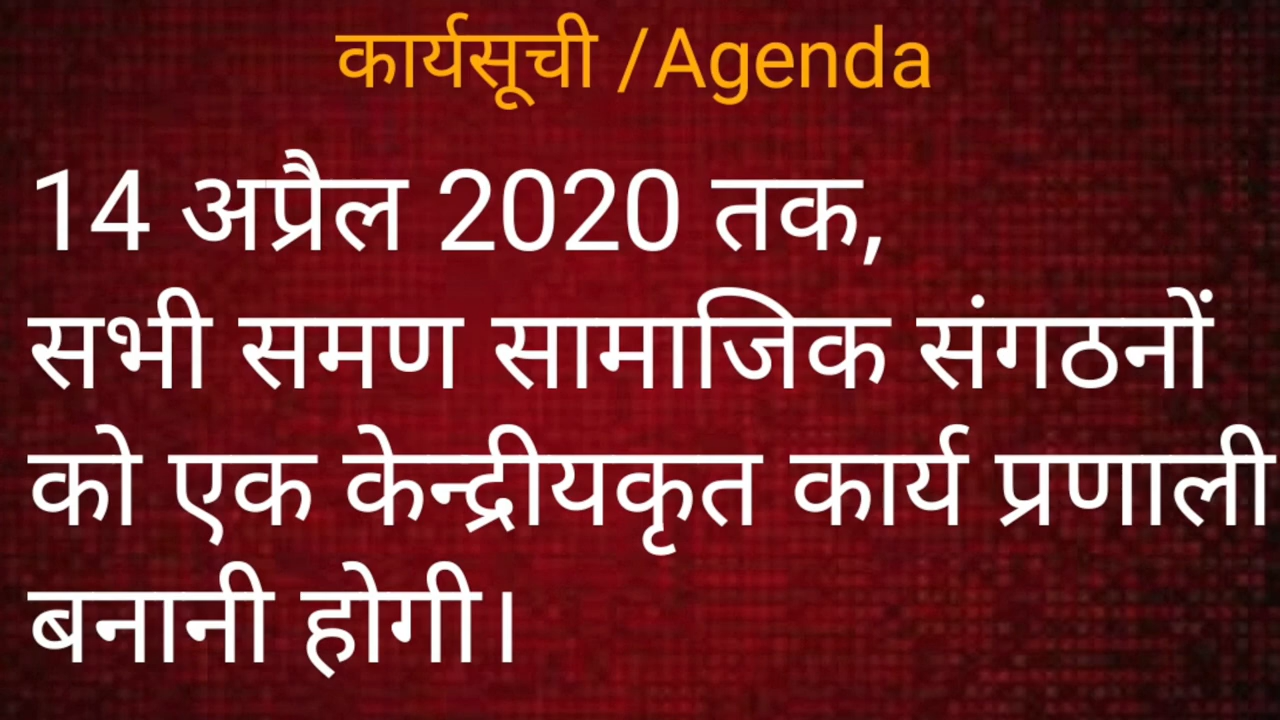 कार्यसूची /Agenda
14 अप्रैल 2020 तक,
सभी समण सामाजिक संगठनों
को एक केन्द्रीयकृत कार्य प्रणाली
बनानी होगी।